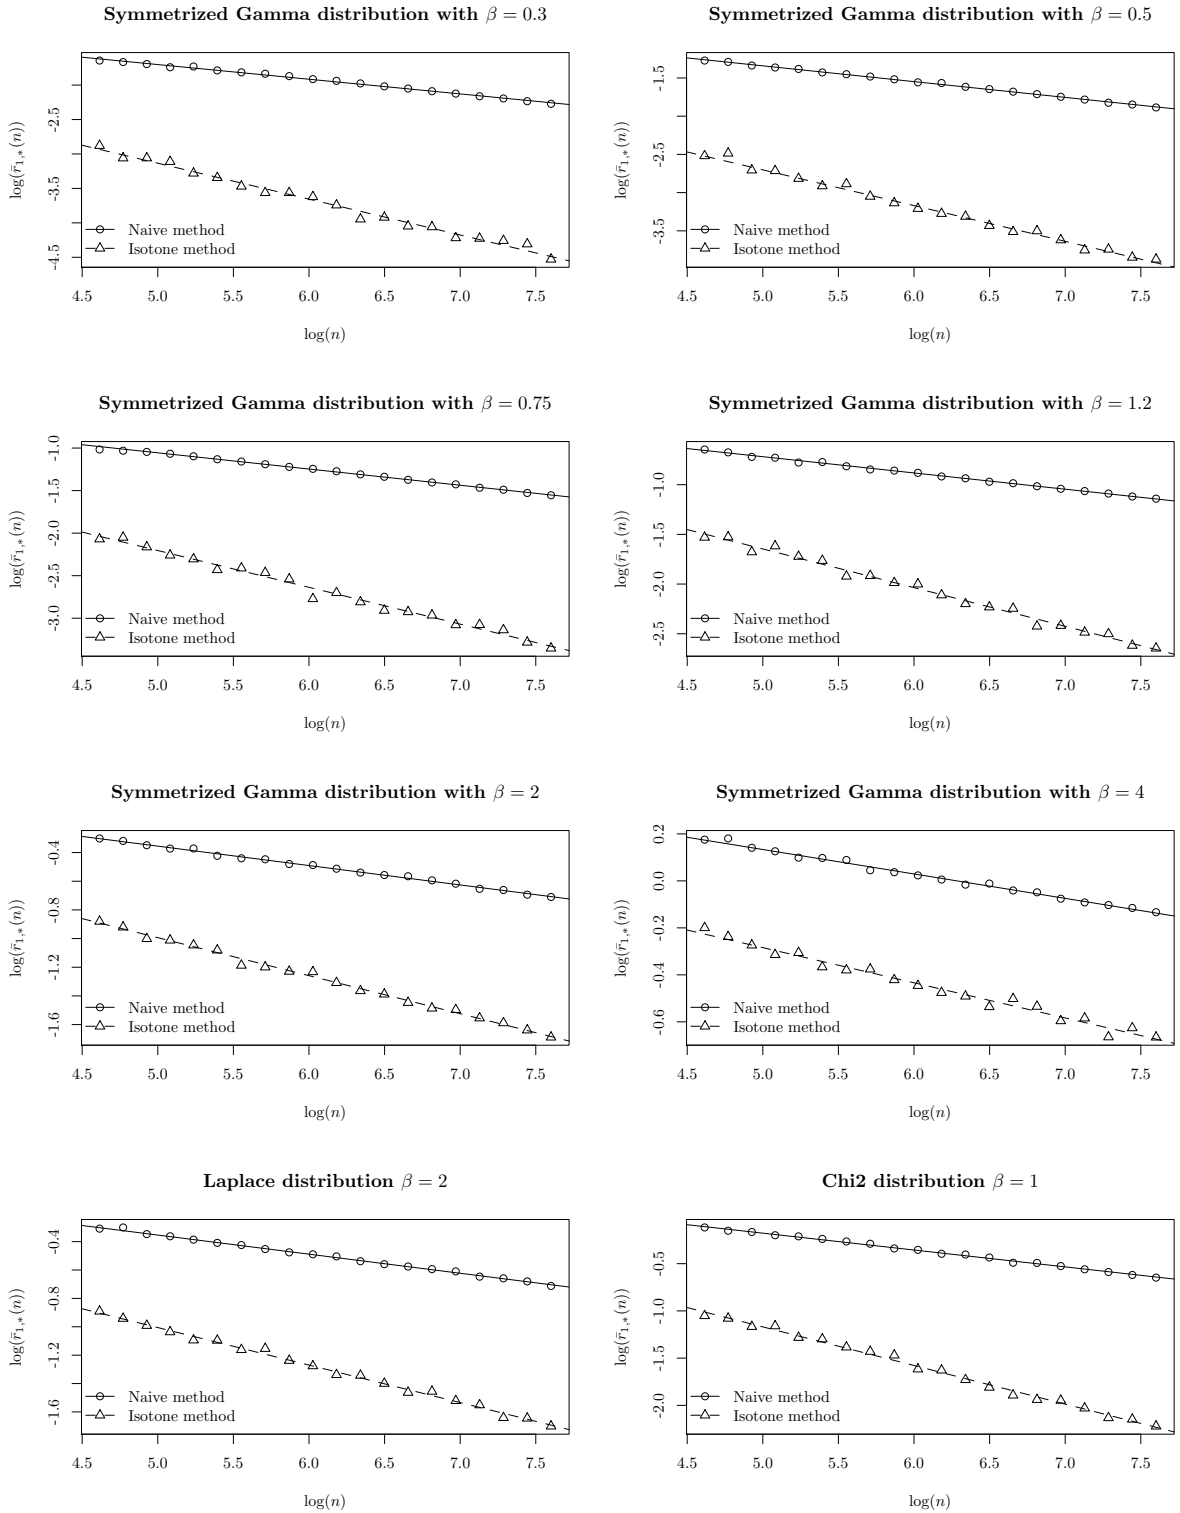 Symmetrized Gamma distribution with β = 0.3
log(r̄₁,*(n))
-2.5
-3.5
-4.5
Naive method
Isotone method
4.5 5.0 5.5 6.0 6.5 7.0 7.5
log(n)
Symmetrized Gamma distribution with β = 0.5
log(r̄₁,*(n))
-1.5
-2.5
-3.5
Naive method
Isotone method
4.5 5.0 5.5 6.0 6.5 7.0 7.5
log(n)
Symmetrized Gamma distribution with β = 0.75
log(r̄₁,*(n))
-1.0
-1.5
-2.0
-2.5
-3.0
Naive method
Isotone method
4.5 5.0 5.5 6.0 6.5 7.0 7.5
log(n)
Symmetrized Gamma distribution with β = 1.2
log(r̄₁,*(n))
-1.0
-1.5
-2.0
-2.5
Naive method
Isotone method
4.5 5.0 5.5 6.0 6.5 7.0 7.5
log(n)
Symmetrized Gamma distribution with β = 2
log(r̄₁,*(n))
-0.4
-0.8
-1.2
-1.6
Naive method
Isotone method
4.5 5.0 5.5 6.0 6.5 7.0 7.5
log(n)
Symmetrized Gamma distribution with β = 4
log(r̄₁,*(n))
0.2
0.0
-0.2
-0.4
-0.6
Naive method
Isotone method
4.5 5.0 5.5 6.0 6.5 7.0 7.5
log(n)
Laplace distribution β = 2
log(r̄₁,*(n))
-0.4
-0.8
-1.2
-1.6
Naive method
Isotone method
4.5 5.0 5.5 6.0 6.5 7.0 7.5
log(n)
Chi2 distribution β = 1
log(r̄₁,*(n))
-0.5
-1.0
-1.5
-2.0
Naive method
Isotone method
4.5 5.0 5.5 6.0 6.5 7.0 7.5
log(n)